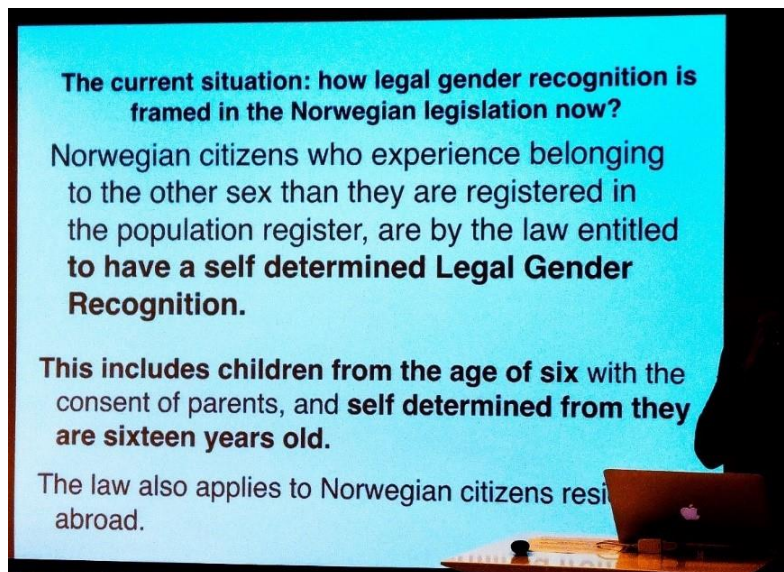 The current situation: how legal gender recognition is
framed in the Norwegian legislation now?
Norwegian citizens who experience belonging
to the other sex than they are registered in
the population register, are by the law entitled
to have a self determined Legal Gender
Recognition.
This includes children from the age of six with the
consent of parents, and self determined from they
are sixteen years old.
The law also applies to Norwegian citizens
abroad.